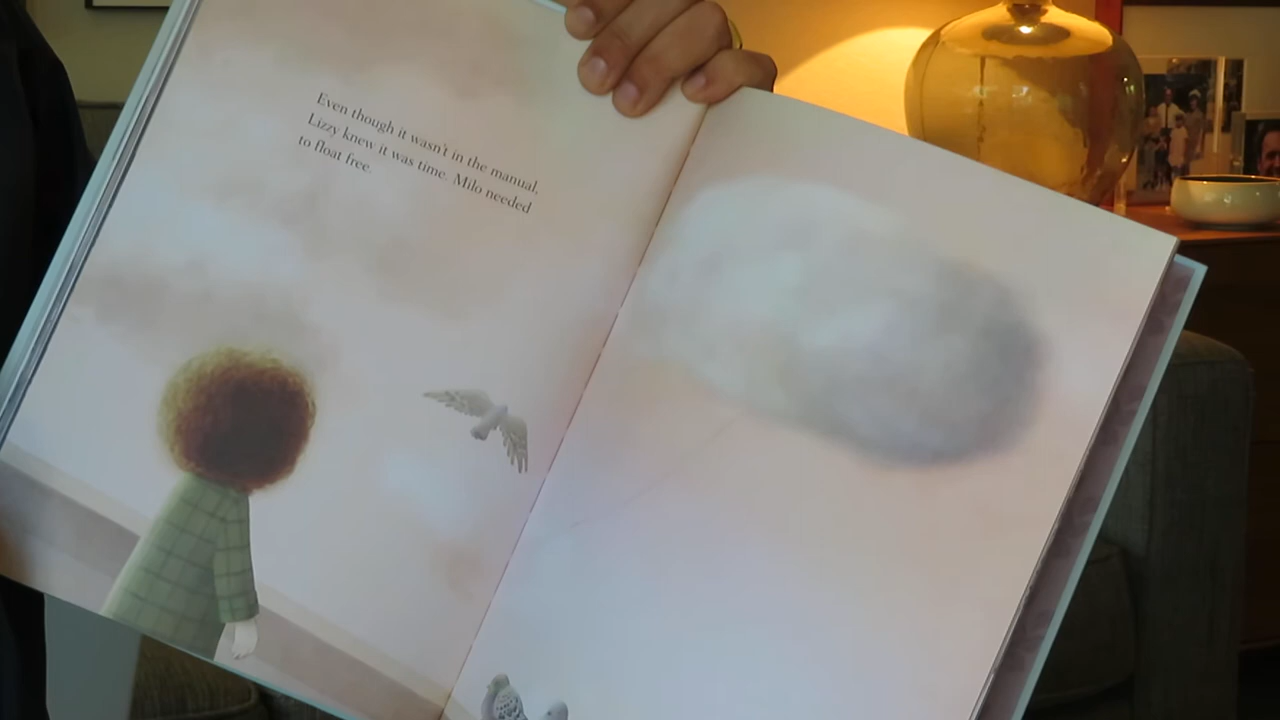 Even though it wasn't in the manual,
Lizzy knew it was time. Milo needed
to float free.